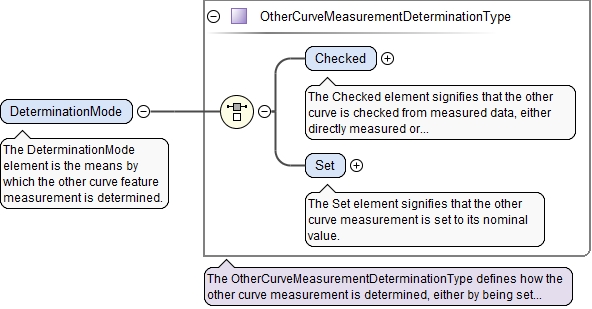 OtherCurveMeasurementDeterminationType
Checked
The Checked element signifies that the other
curve is checked from measured data, either
directly measured or...
DeterminationMode
The DeterminationMode
element is the means by
which the other curve feature
measurement is determined.
Set
The Set element signifies that the other
curve measurement is set to its nominal
value.
The OtherCurveMeasurementDeterminationType defines how the
other curve measurement is determined, either by being set...